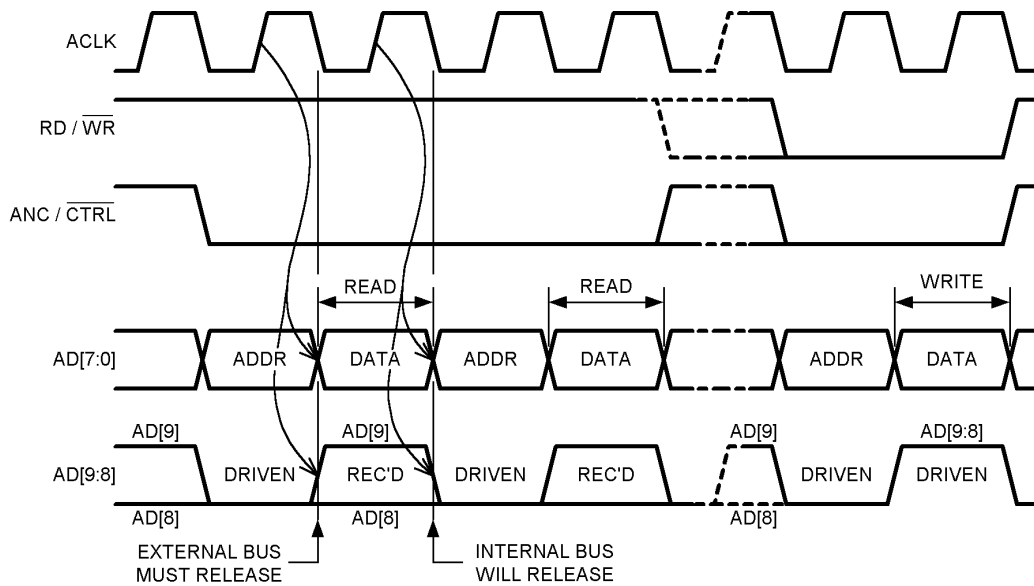 ACLK
RD / WR
ANC / CTRL
READ
READ
WRITE
AD[7:0]
ADDR
DATA
ADDR
DATA
ADDR
DATA
AD[9]
AD[9]
AD[9]
AD[9:8]
AD[9:8]
DRIVEN
REC'D
DRIVEN
REC'D
DRIVEN
DRIVEN
AD[8]
AD[8]
AD[8]
EXTERNAL BUS
MUST RELEASE
INTERNAL BUS
WILL RELEASE